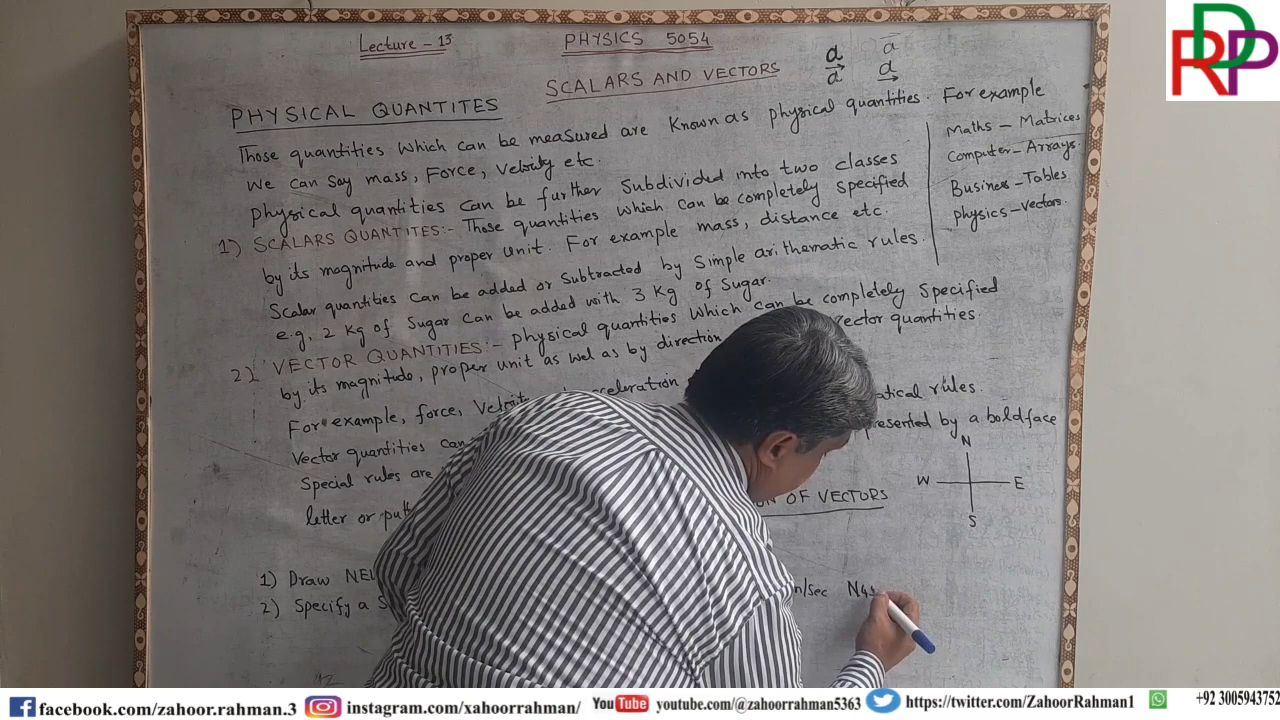 RDP
Lecture - 13
PHYSICS 5054
a a
a a
SCALARS AND VECTORS
PHYSICAL QUANTITES
Those quantities which can be measured are known as physical quantities. For example
we can say mass, Force, velocity etc.
physical quantities can be further subdivided into two classes
1) SCALARS QUANTITES:- Those quantities which can be completely specified
by its magnitude and proper unit. For example mass, distance etc.
Scalar quantities can be added or subtracted by simple arithematic rules.
e.g, 2 Kg of sugar can be added with 3 Kg of sugar.
Maths - Matrices
Computer - Arrays.
Business - Tables
physics - vectors.
2) VECTOR QUANTITIES:- physical quantities which can be completely specified
by its magnitude, proper unit as wel as by direction vector quantities.
For example, force, Velocity acceleration
Vector quantities can atical rules.
Special rules are presented by a boldface
letter or putt
ON OF VECTORS
N
W E
S
1) Draw NE
2) Specify a S m/sec N45
facebook.com/zahoor.rahman.3 instagram.com/xahoorrahman/ YouTube youtube.com/@zahoorrahman5363 https://twitter.com/ZahoorRahman1 +92 3005943752